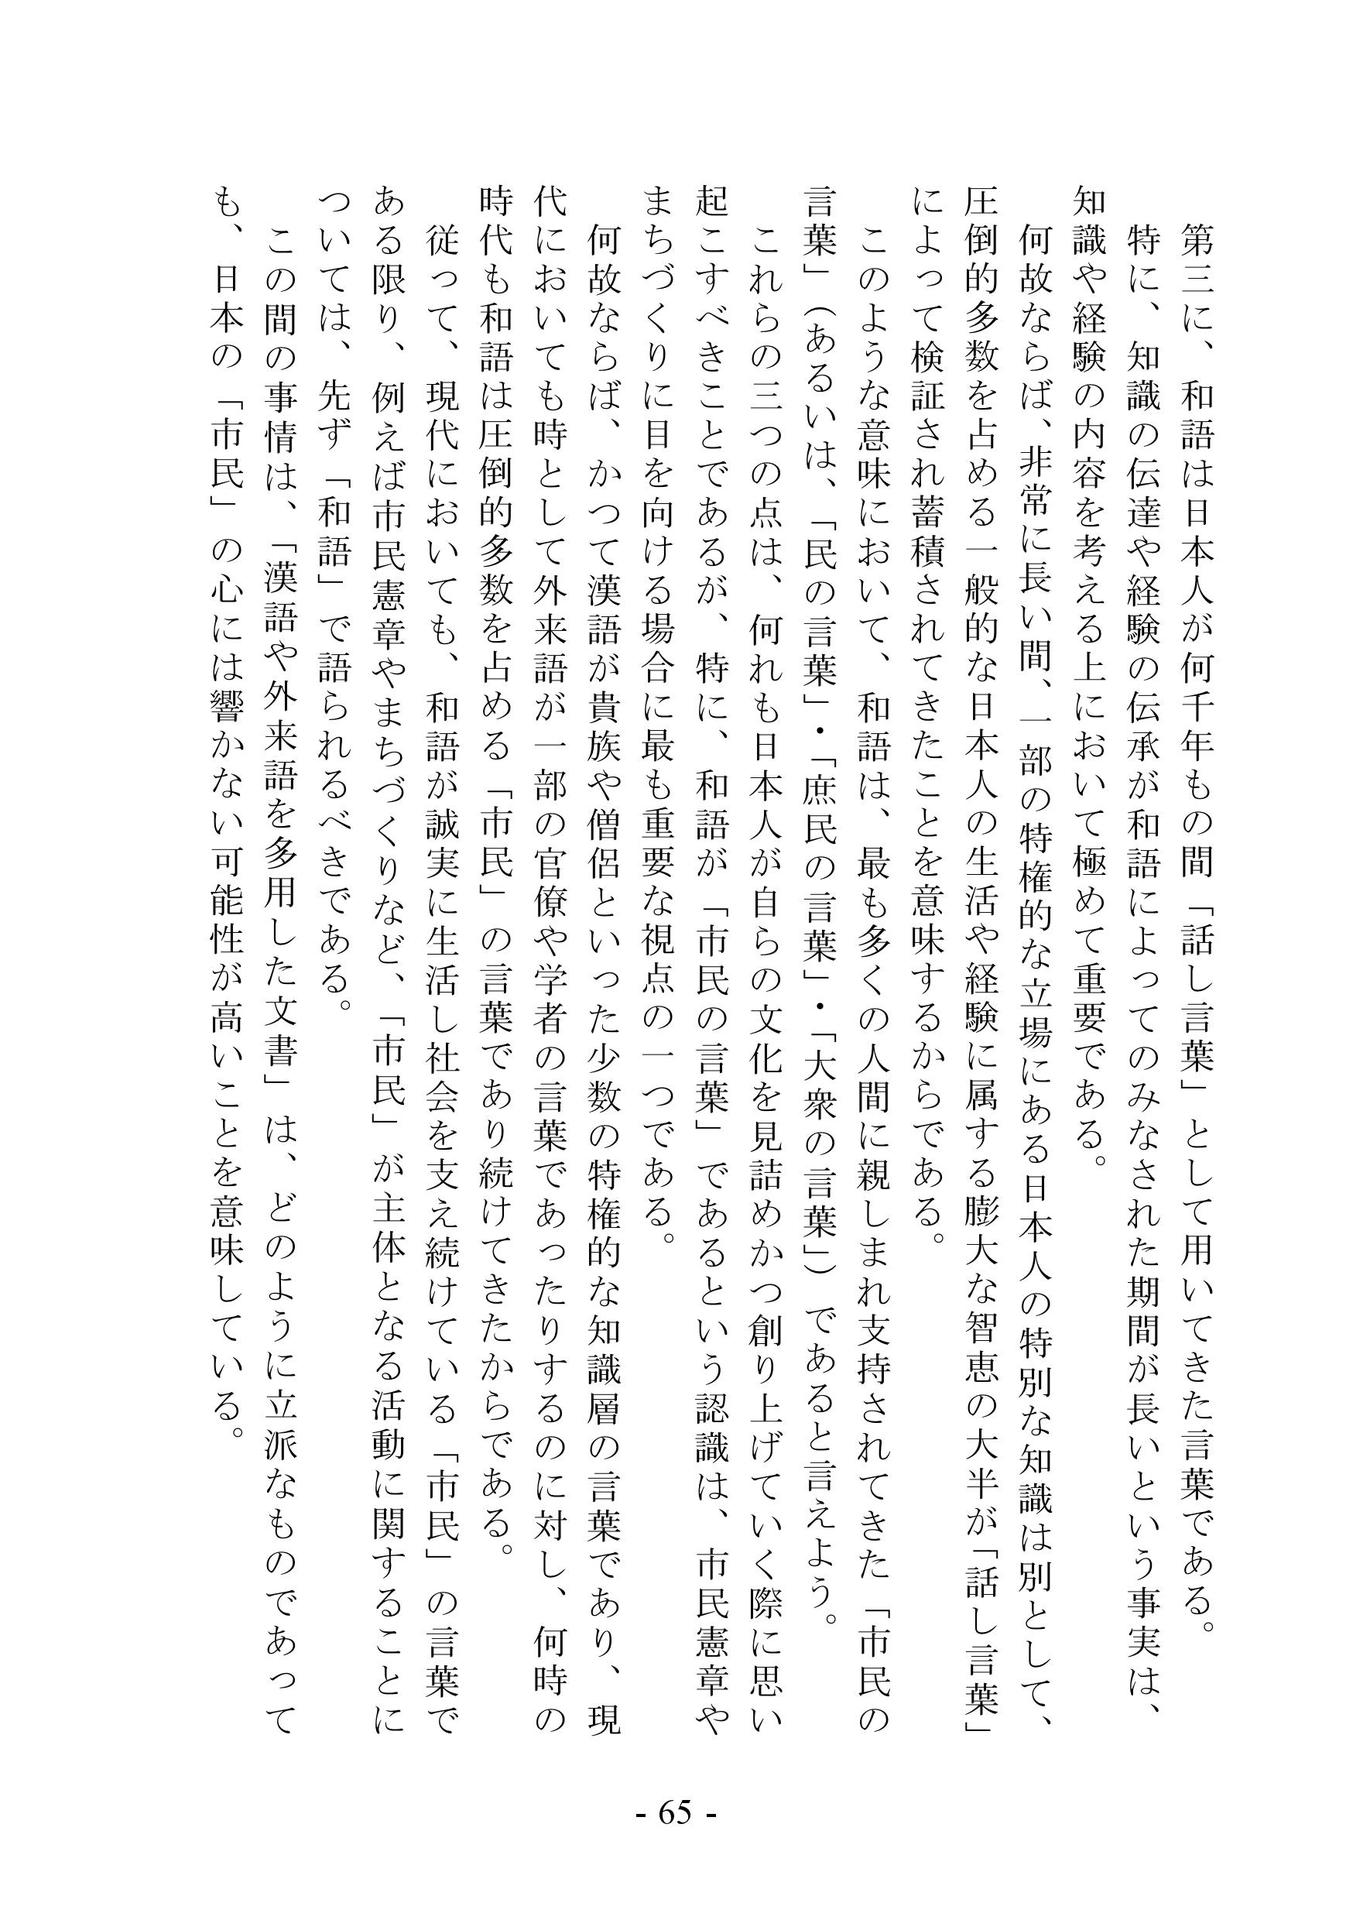 第三に、和語は日本人が何千年もの間「話し言葉」として用いてきた言葉である。
特に、知識の伝達や経験の伝承が和語によってのみなされた期間が長いという事実は、
知識や経験の内容を考える上において極めて重要である。
何故ならば、非常に長い間、一部の特権的な立場にある日本人の特別な知識は別として、
圧倒的多数を占める一般的な日本人の生活や経験に属する膨大な智恵の大半が「話し言葉」
によって検証され蓄積されてきたことを意味するからである。
このような意味において、和語は、最も多くの人間に親しまれ支持されてきた「市民の
言葉」（あるいは、「民の言葉」・「庶民の言葉」・「大衆の言葉」）であると言えよう。
これらの三つの点は、何れも日本人が自らの文化を見詰めかつ創り上げていく際に思い
起こすべきことであるが、特に、和語が「市民の言葉」であるという認識は、市民憲章や
まちづくりに目を向ける場合に最も重要な視点の一つである。
何故ならば、かつて漢語が貴族や僧侶といった少数の特権的な知識層の言葉であり、現
代においても時として外来語が一部の官僚や学者の言葉であったりするのに対し、何時の
時代も和語は圧倒的多数を占める「市民」の言葉であり続けてきたからである。
従って、現代においても、和語が誠実に生活し社会を支え続けている「市民」の言葉で
ある限り、例えば市民憲章やまちづくりなど、「市民」が主体となる活動に関することに
ついては、先ず「和語」で語られるべきである。
この間の事情は、「漢語や外来語を多用した文書」は、どのように立派なものであって
も、日本の「市民」の心には響かない可能性が高いことを意味している。
- 65 -